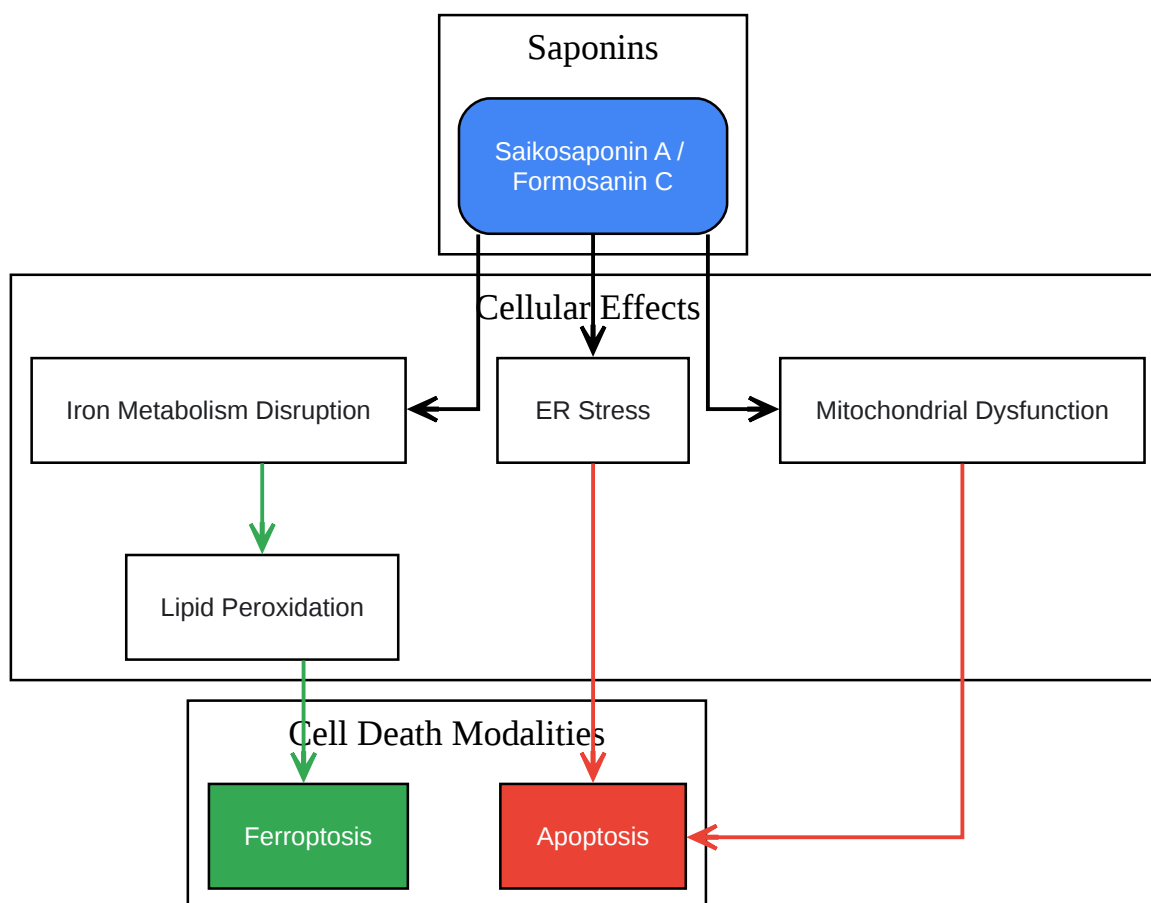 Saponins
Saikosaponin A /
Formosanin C
Cellular Effects
Iron Metabolism Disruption
ER Stress
Mitochondrial Dysfunction
Lipid Peroxidation
Cell Death Modalities
Ferroptosis
Apoptosis